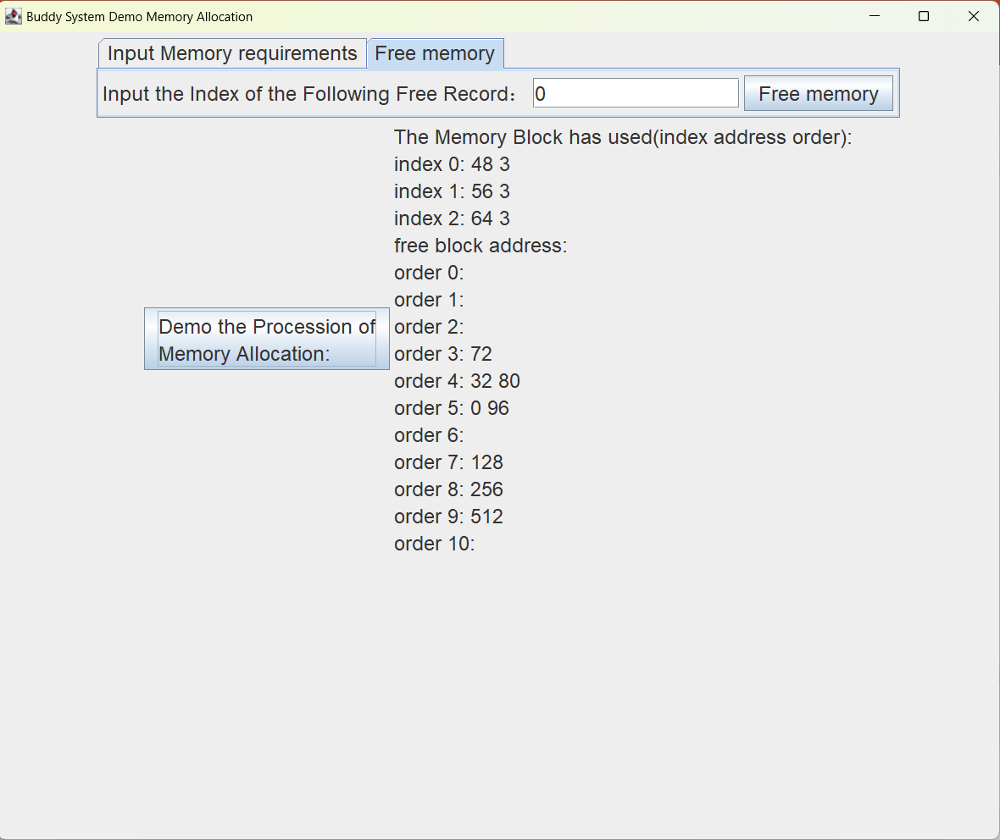 Buddy System Demo Memory Allocation
Input Memory requirements
Free memory
Input the Index of the Following Free Record： 0 Free memory
The Memory Block has used(index address order):
index 0: 48 3
index 1: 56 3
index 2: 64 3
free block address:
order 0:
order 1:
Demo the Procession of
Memory Allocation:
order 2:
order 3: 72
order 4: 32 80
order 5: 0 96
order 6:
order 7: 128
order 8: 256
order 9: 512
order 10: